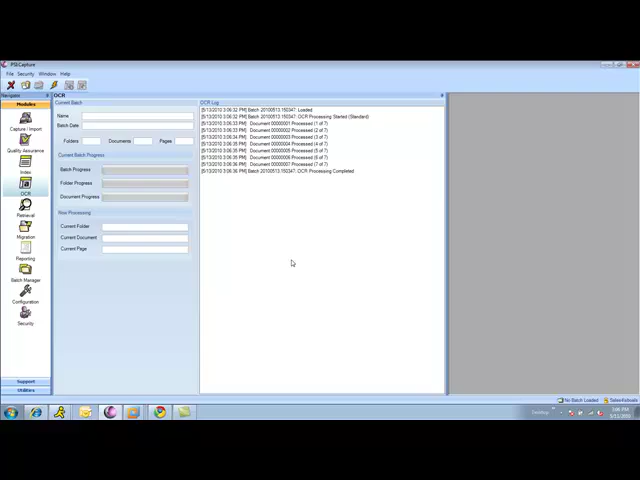 PSICapture
File Security Window Help
Navigator
Modules
Capture / Import
Quality Assurance
Index
OCR
Retrieval
Migration
Reporting
Batch Manager
Configuration
Security
Support
Utilities
OCR
Current Batch
Name
Batch Date
Folders Documents Pages
Current Batch Progress
Batch Progress
Folder Progress
Document Progress
Now Processing
Current Folder
Current Document
Current Page
OCR Log
[5/13/2010 3:06:32 PM] Batch 20100513.150347: Loaded
[5/13/2010 3:06:32 PM] Batch 20100513.150347: OCR Processing Started (Standard)
[5/13/2010 3:06:33 PM] Document 00000001 Processed (1 of 7)
[5/13/2010 3:06:33 PM] Document 00000002 Processed (2 of 7)
[5/13/2010 3:06:34 PM] Document 00000003 Processed (3 of 7)
[5/13/2010 3:06:35 PM] Document 00000004 Processed (4 of 7)
[5/13/2010 3:06:35 PM] Document 00000005 Processed (5 of 7)
[5/13/2010 3:06:35 PM] Document 00000006 Processed (6 of 7)
[5/13/2010 3:06:36 PM] Document 00000007 Processed (7 of 7)
[5/13/2010 3:06:36 PM] Batch 20100513.150347: OCR Processing Completed
No Batch Loaded
Desktop
3:06 PM